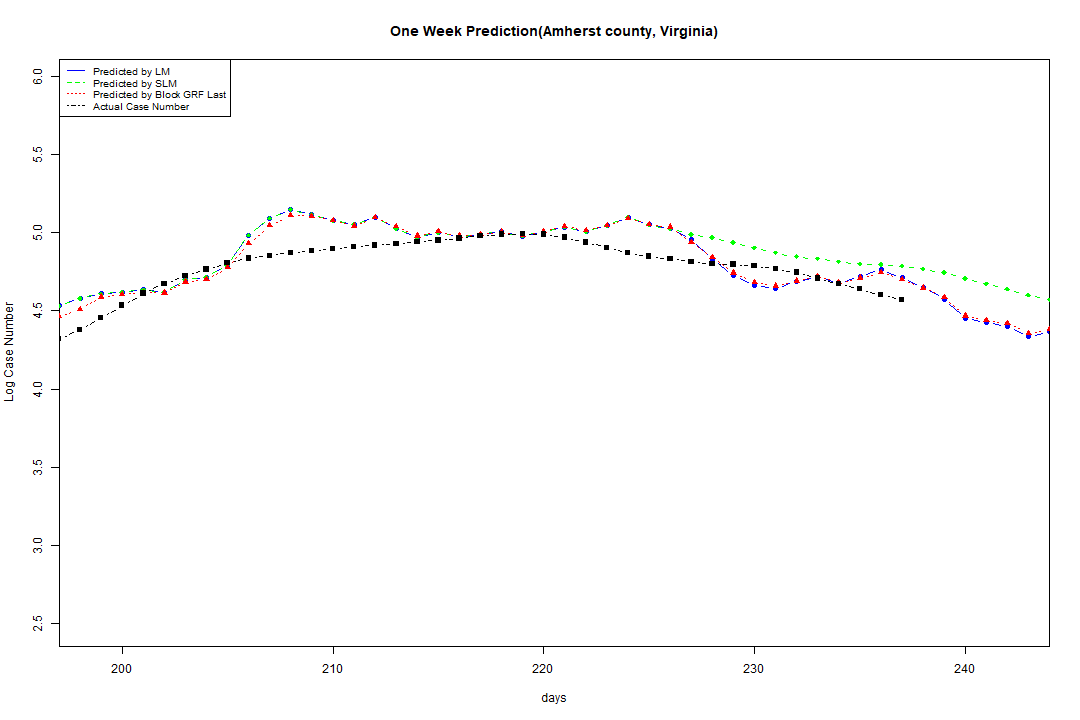 One Week Prediction(Amherst county, Virginia)
Predicted by LM
Predicted by SLM
Predicted by Block GRF Last
Actual Case Number
6.0
5.5
5.0
4.5
4.0
3.5
3.0
2.5
Log Case Number
200 210 220 230 240
days